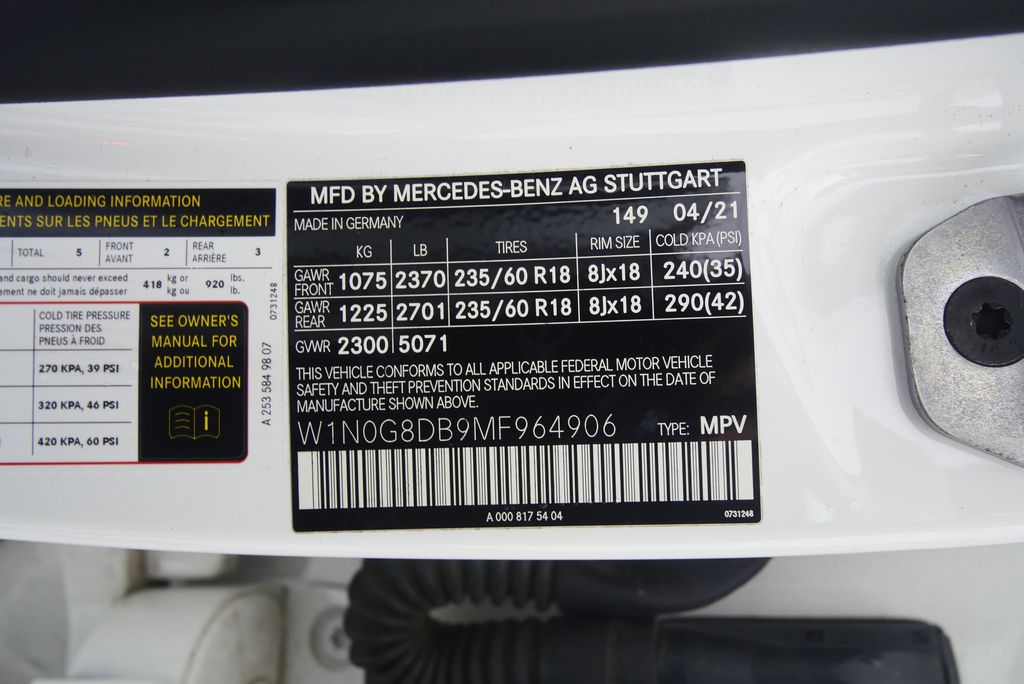 RE AND LOADING INFORMATION
ENTS SUR LES PNEUS ET LE CHARGEMENT
TOTAL 5 FRONT AVANT 2 REAR ARRIÈRE 3
and cargo should never exceed 418 kg or 920 lbs.
ement ne doit jamais dépasser kg ou lb.
COLD TIRE PRESSURE
PRESSION DES
PNEUS À FROID
270 KPA, 39 PSI
320 KPA, 46 PSI
420 KPA, 60 PSI
SEE OWNER'S
MANUAL FOR
ADDITIONAL
INFORMATION
i
0731248
A 253 584 98 07
MFD BY MERCEDES-BENZ AG STUTTGART
MADE IN GERMANY 149 04/21
KG LB TIRES RIM SIZE COLD KPA(PSI)
GAWR FRONT 1075 2370 235/60 R18 8Jx18 240(35)
GAWR REAR 1225 2701 235/60 R18 8Jx18 290(42)
GVWR 2300 5071
THIS VEHICLE CONFORMS TO ALL APPLICABLE FEDERAL MOTOR VEHICLE
SAFETY AND THEFT PREVENTION STANDARDS IN EFFECT ON THE DATE OF
MANUFACTURE SHOWN ABOVE.
W1N0G8DB9MF964906 TYPE: MPV
A 000 817 54 04 0731248